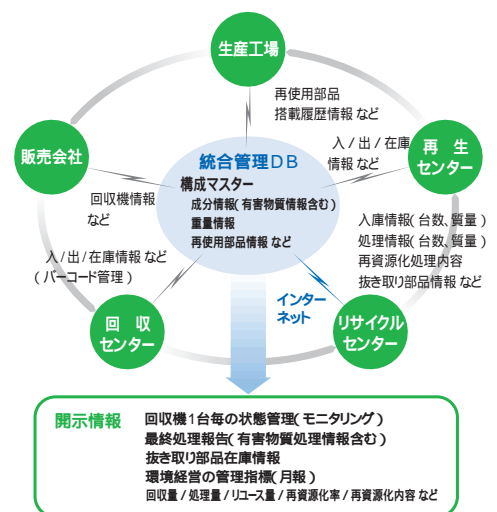 生産工場
再使用部品
搭載履歴情報 など
販売会社
入 / 出 / 在庫
情報 など
再　生
センター
統合管理DB
構成マスター
成分情報(有害物質情報含む)
重量情報
再使用部品情報 など
回収機情報
など
入庫情報(台数、質量)
処理情報(台数、質量)
再資源化処理内容
抜き取り部品情報 など
入 / 出 / 在庫情報 など
(バーコード管理)
インター
ネット
回　収
センター
リサイクル
センター
開示情報
回収機1台毎の状態管理(モニタリング)
最終処理報告(有害物質処理情報含む)
抜き取り部品在庫情報
環境経営の管理指標(月報)
回収量 / 処理量 / リユース量 / 再資源化率 / 再資源化内容 など